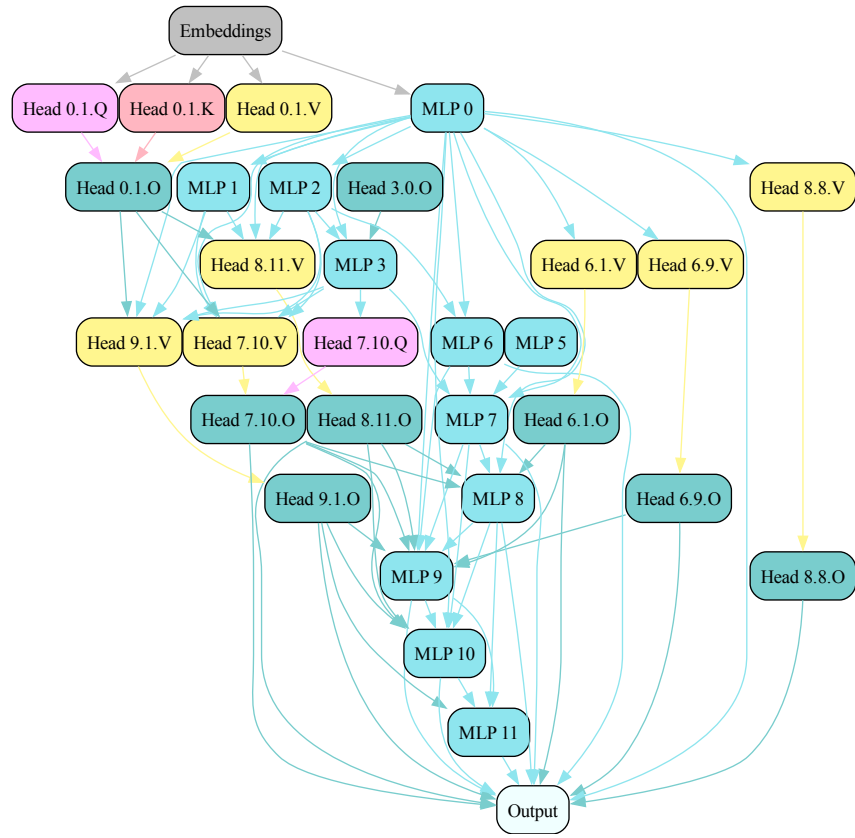 Embeddings
Head 0.1.Q
Head 0.1.K
Head 0.1.V
MLP 0
Head 0.1.O
MLP 1
MLP 2
Head 3.0.O
Head 8.8.V
Head 8.11.V
MLP 3
Head 6.1.V
Head 6.9.V
Head 9.1.V
Head 7.10.V
Head 7.10.Q
MLP 6
MLP 5
Head 7.10.O
Head 8.11.O
MLP 7
Head 6.1.O
Head 9.1.O
MLP 8
Head 6.9.O
MLP 9
Head 8.8.O
MLP 10
MLP 11
Output